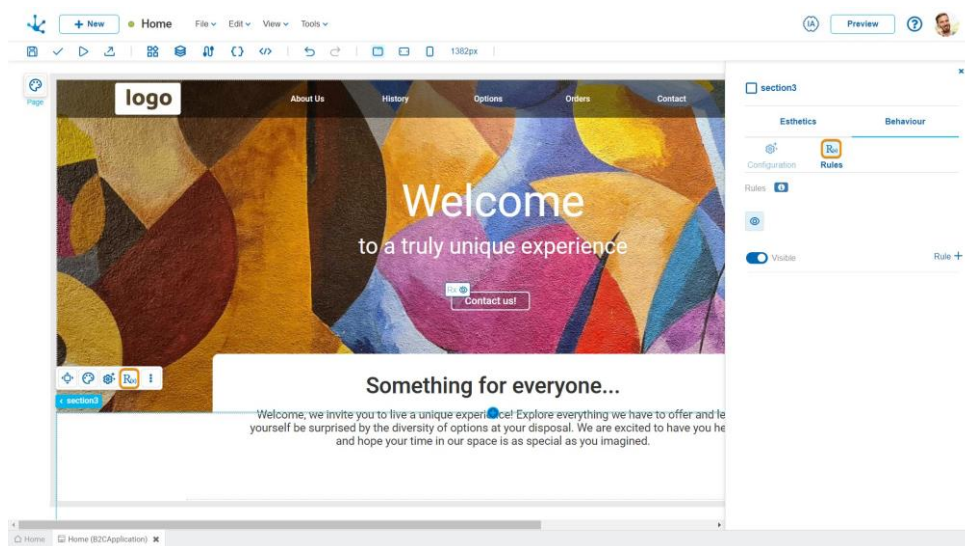 + New Home File Edit View Tools IA Preview ?
1382px
Page
logo About Us History Options Orders Contact
Welcome
to a truly unique experience
Rx
Contact us!
R(x)
< section3
Something for everyone...
Welcome, we invite you to live a unique experience! Explore everything we have to offer and le
yourself be surprised by the diversity of options at your disposal. We are excited to have you he
and hope your time in our space is as special as you imagined.
section3
Esthetics Behaviour
R(x)
Configuration Rules
Rules
Visible Rule +
Home Home (B2CApplication)